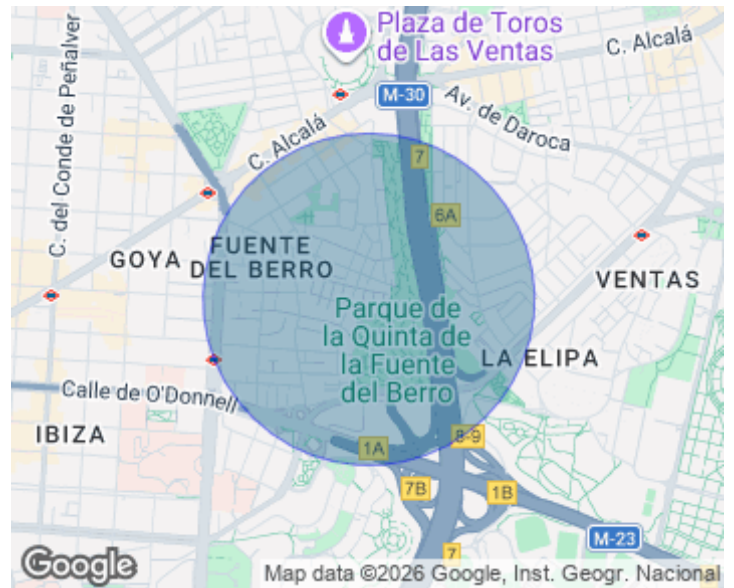 Plaza de Toros
de Las Ventas
C. Alcalá
M-30
Av. de Daroca
C. del Conde de Peñalver
C. Alcalá
7
6A
GOYA
FUENTE
DEL BERRO
VENTAS
Parque de
la Quinta de
la Fuente
del Berro
LA ELIPA
Calle de O'Donnell
IBIZA
1A
8-9
7B
1B
M-23
7
Google
Map data ©2026 Google, Inst. Geogr. Nacional